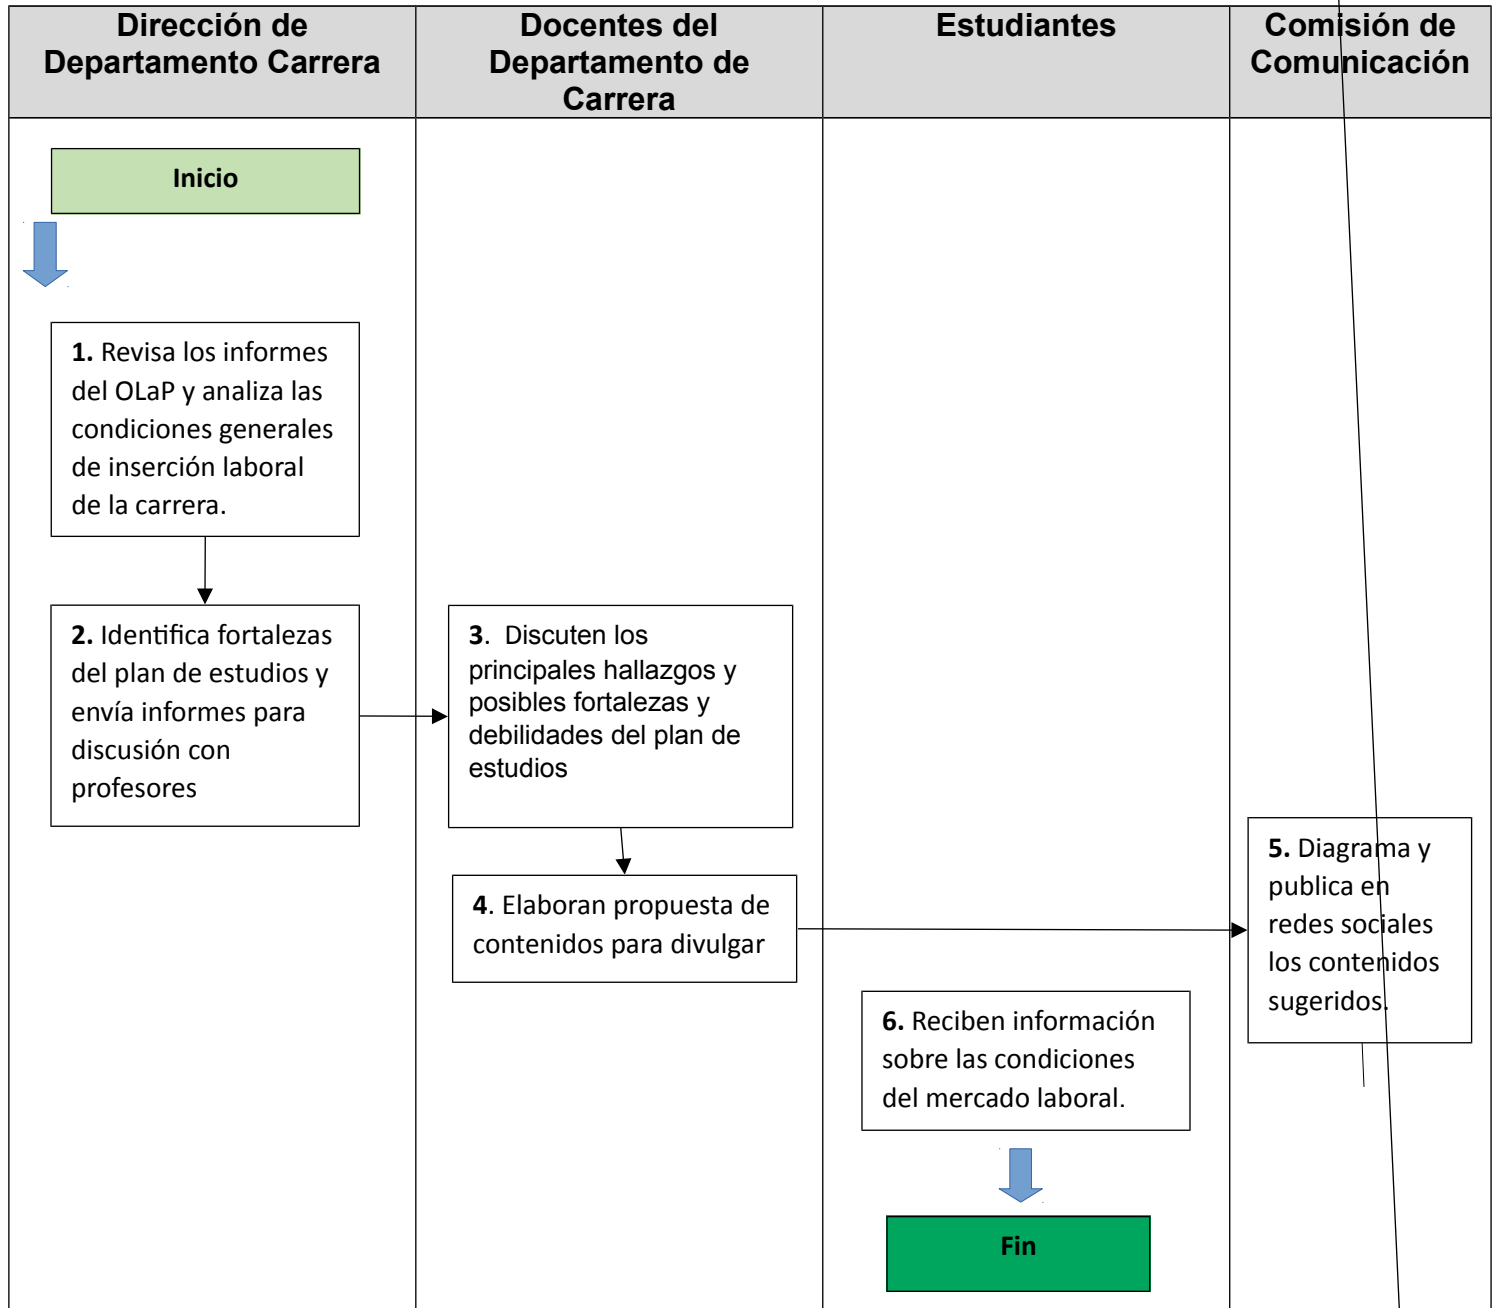 Dirección de
Departamento Carrera
Docentes del
Departamento de
Carrera
Estudiantes
Comisión de
Comunicación
Inicio
1. Revisa los informes
del OLaP y analiza las
condiciones generales
de inserción laboral
de la carrera.
2. Identifica fortalezas
del plan de estudios y
envía informes para
discusión con
profesores
3.  Discuten los
principales hallazgos y
posibles fortalezas y
debilidades del plan de
estudios
4. Elaboran propuesta de
contenidos para divulgar
5. Diagrama y
publica en
redes sociales
los contenidos
sugeridos.
6. Reciben información
sobre las condiciones
del mercado laboral.
Fin